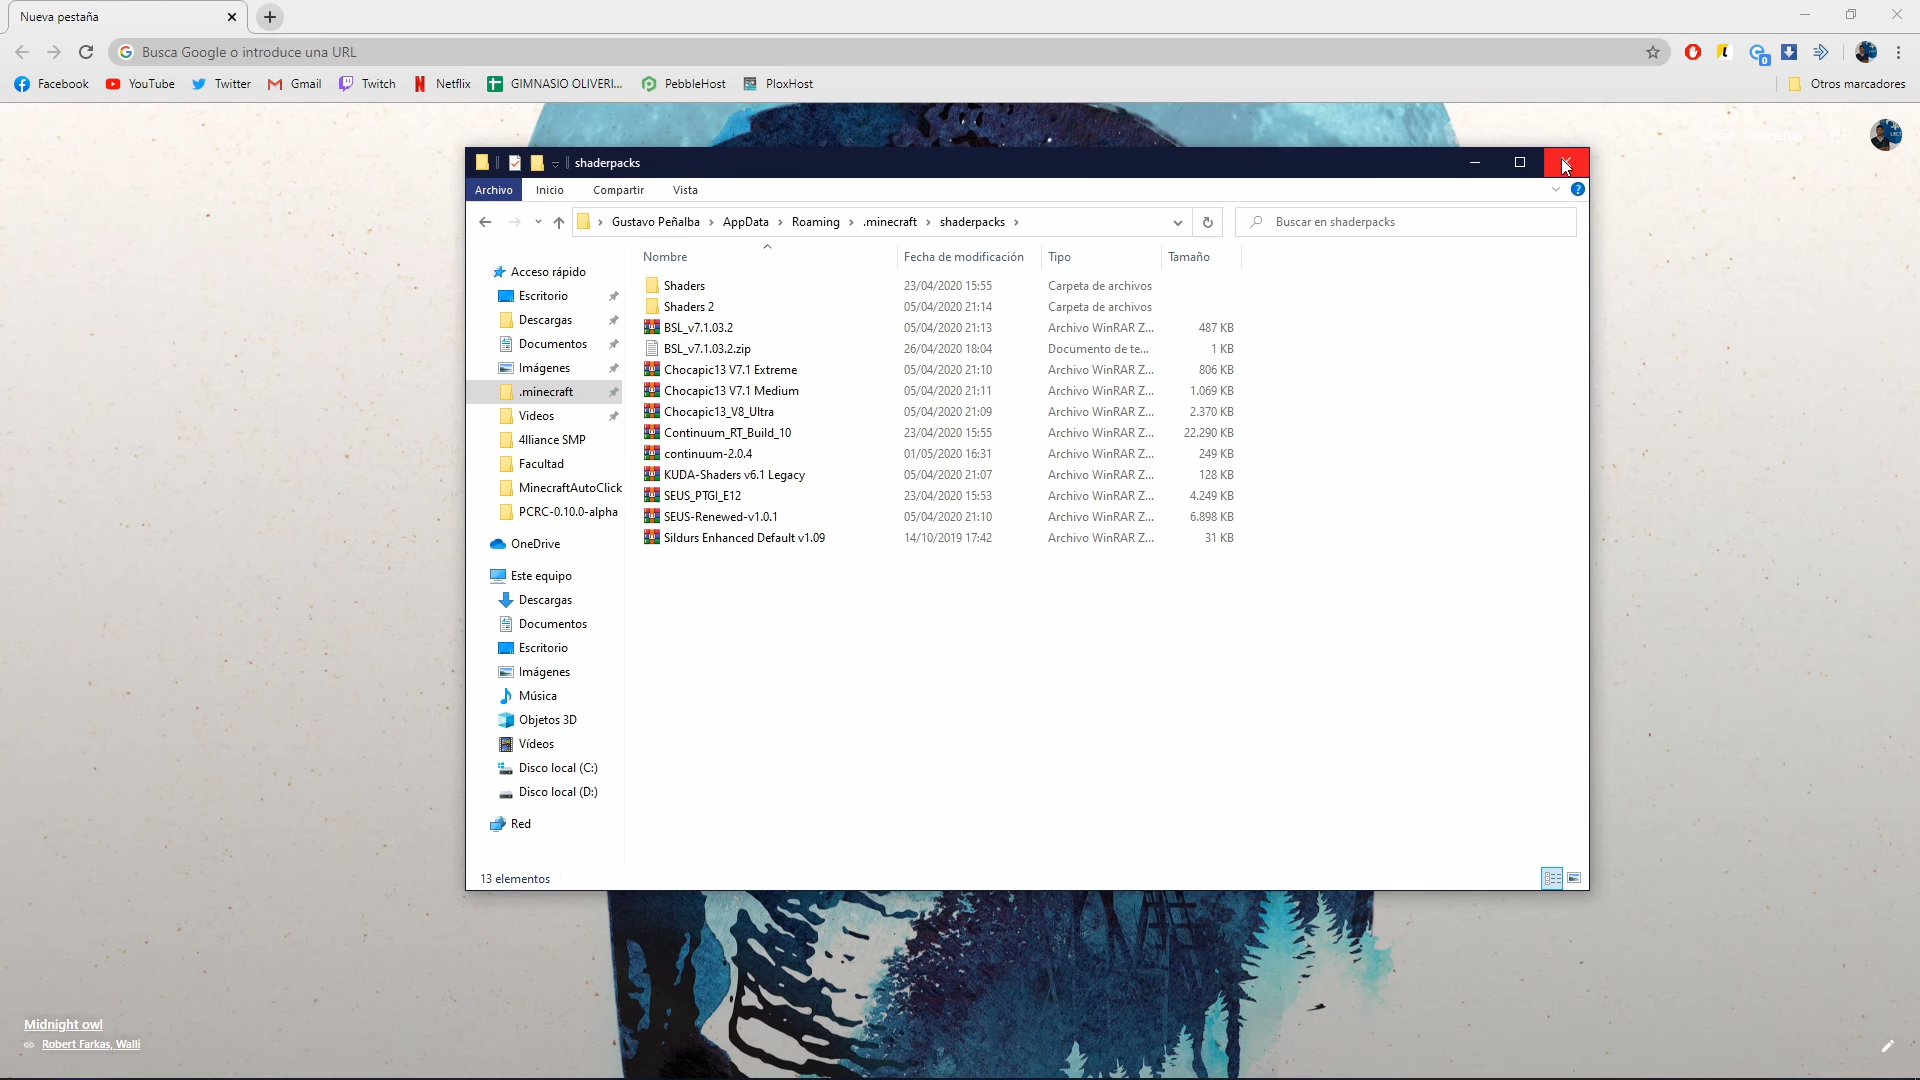 Nueva pestaña
Busca Google o introduce una URL
Facebook YouTube Twitter Gmail Twitch Netflix GIMNASIO OLIVERI... PebbleHost PloxHost Otros marcadores
shaderpacks
Archivo Inicio Compartir Vista
Gustavo Peñalba AppData Roaming .minecraft shaderpacks Buscar en shaderpacks
Nombre Fecha de modificación Tipo Tamaño
Acceso rápido
Escritorio
Descargas
Documentos
Imágenes
.minecraft
Videos
4lliance SMP
Facultad
MinecraftAutoClick
PCRC-0.10.0-alpha
OneDrive
Este equipo
Descargas
Documentos
Escritorio
Imágenes
Música
Objetos 3D
Vídeos
Disco local (C:)
Disco local (D:)
Red
Shaders 23/04/2020 15:55 Carpeta de archivos
Shaders 2 05/04/2020 21:14 Carpeta de archivos
BSL_v7.1.03.2 05/04/2020 21:13 Archivo WinRAR Z... 487 KB
BSL_v7.1.03.2.zip 26/04/2020 18:04 Documento de te... 1 KB
Chocapic13 V7.1 Extreme 05/04/2020 21:10 Archivo WinRAR Z... 806 KB
Chocapic13 V7.1 Medium 05/04/2020 21:11 Archivo WinRAR Z... 1.069 KB
Chocapic13_V8_Ultra 05/04/2020 21:09 Archivo WinRAR Z... 2.370 KB
Continuum_RT_Build_10 23/04/2020 15:55 Archivo WinRAR Z... 22.290 KB
continuum-2.0.4 01/05/2020 16:31 Archivo WinRAR Z... 249 KB
KUDA-Shaders v6.1 Legacy 05/04/2020 21:07 Archivo WinRAR Z... 128 KB
SEUS_PTGI_E12 23/04/2020 15:53 Archivo WinRAR Z... 4.249 KB
SEUS-Renewed-v1.0.1 05/04/2020 21:10 Archivo WinRAR Z... 6.898 KB
Sildurs Enhanced Default v1.09 14/10/2019 17:42 Archivo WinRAR Z... 31 KB
13 elementos
Midnight owl
Robert Farkas, Walli